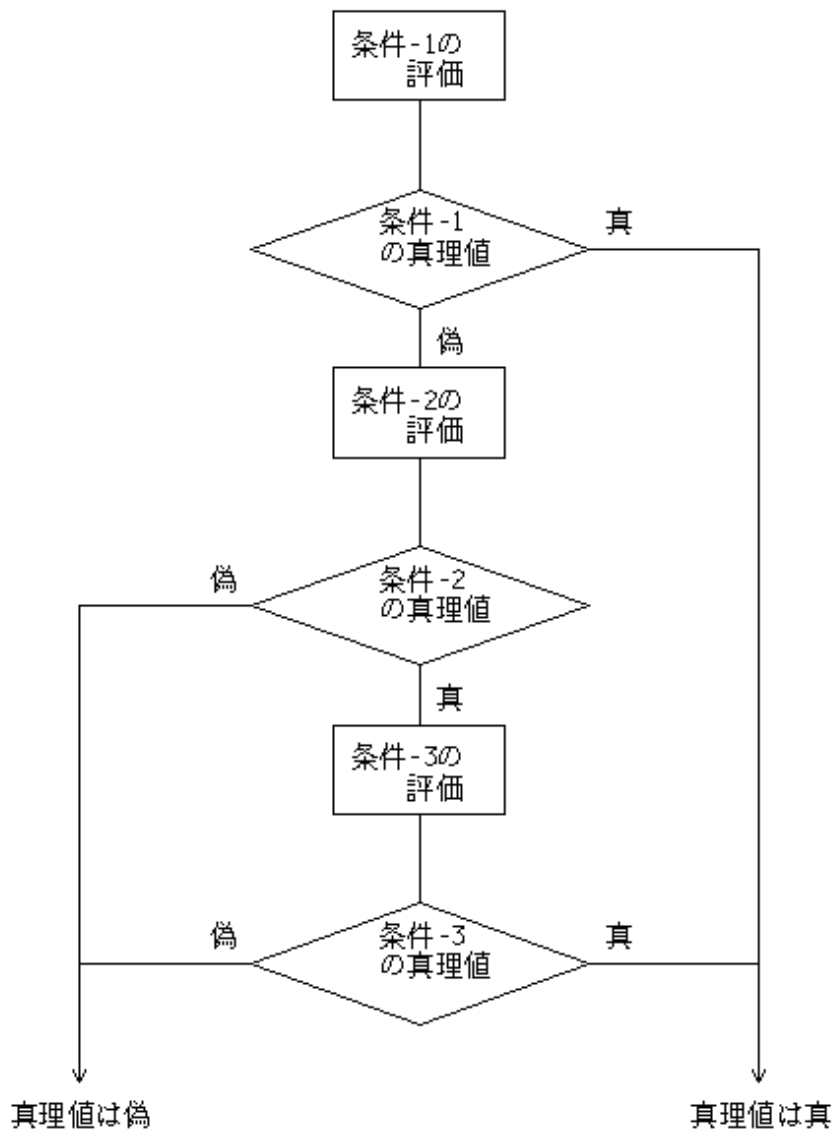 条件-1の
評価
条件-1
の真理値
真
偽
条件-2の
評価
偽
条件-2
の真理値
真
条件-3の
評価
偽
条件-3
の真理値
真
真理値は偽
真理値は真